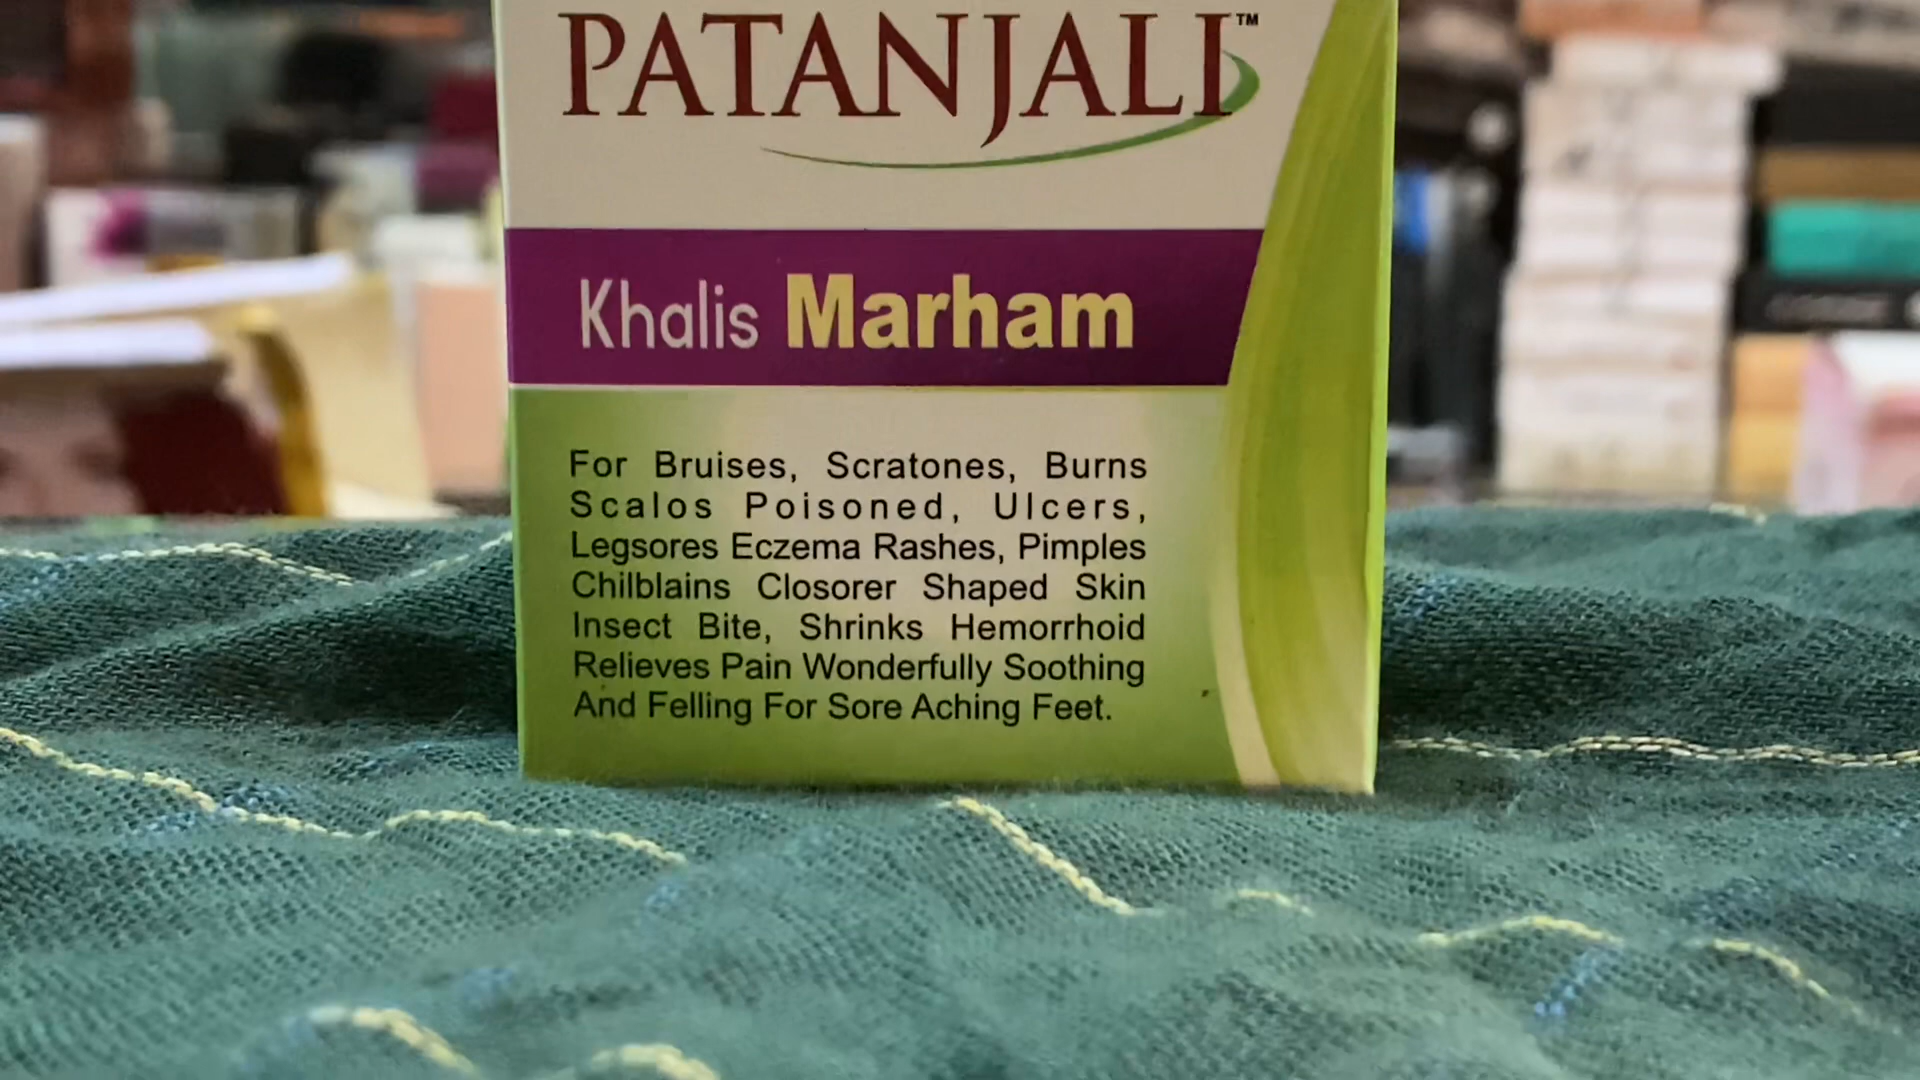 PATANJALI™
Khalis Marham
For Bruises, Scratones, Burns
Scalos Poisoned, Ulcers,
Legsores Eczema Rashes, Pimples
Chilblains Closorer Shaped Skin
Insect Bite, Shrinks Hemorrhoid
Relieves Pain Wonderfully Soothing
And Felling For Sore Aching Feet.